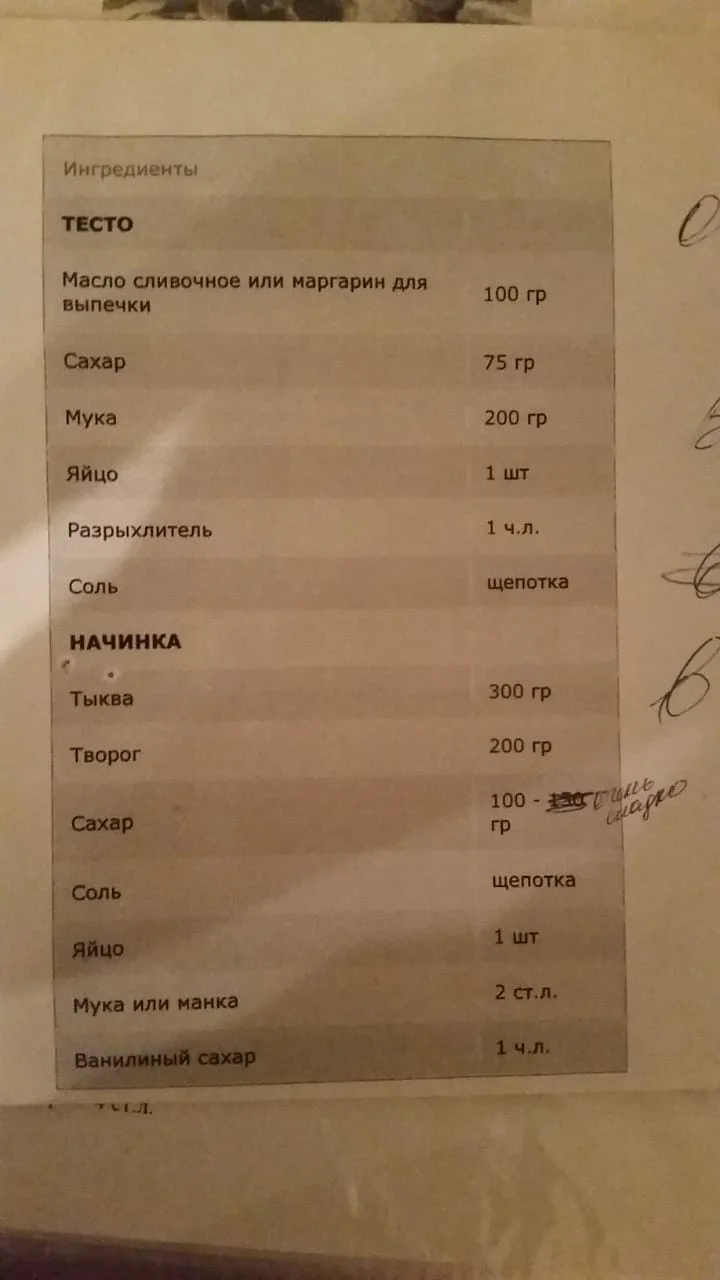 Ингредиенты
ТЕСТО
Масло сливочное или маргарин для
выпечки
100 гр
Сахар 75 гр
Мука 200 гр
Яйцо 1 шт
Разрыхлитель 1 ч.л.
Соль щепотка
НАЧИНКА
Тыква 300 гр
Творог 200 гр
Сахар 100 - 150 очень
гр сладко
Соль щепотка
Яйцо 1 шт
Мука или манка 2 ст.л.
Ванилиный сахар 1 ч.л.
ст.л.